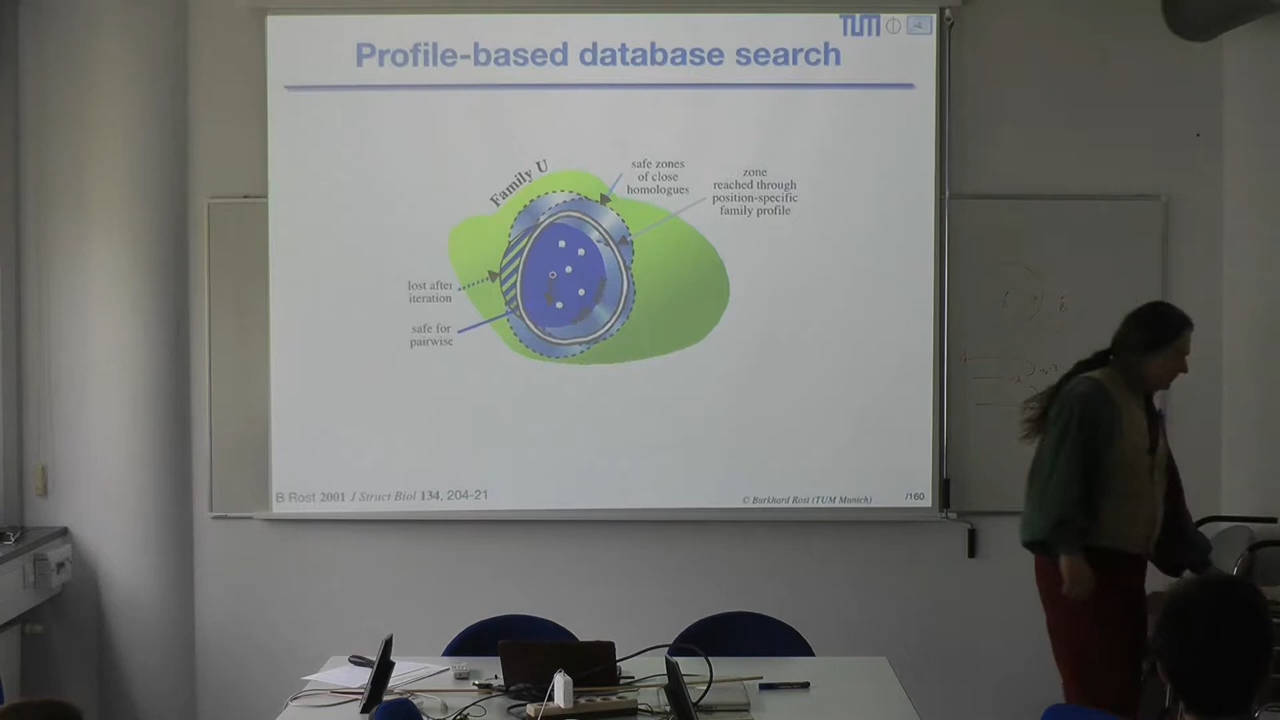 TUM
Profile-based database search
Family U
safe zones
of close
homologues
zone
reached through
position-specific
family profile
lost after
iteration
safe for
pairwise
B Rost 2001 J Struct Biol 134, 204-21
© Burkhard Rost (TUM Munich)
/160